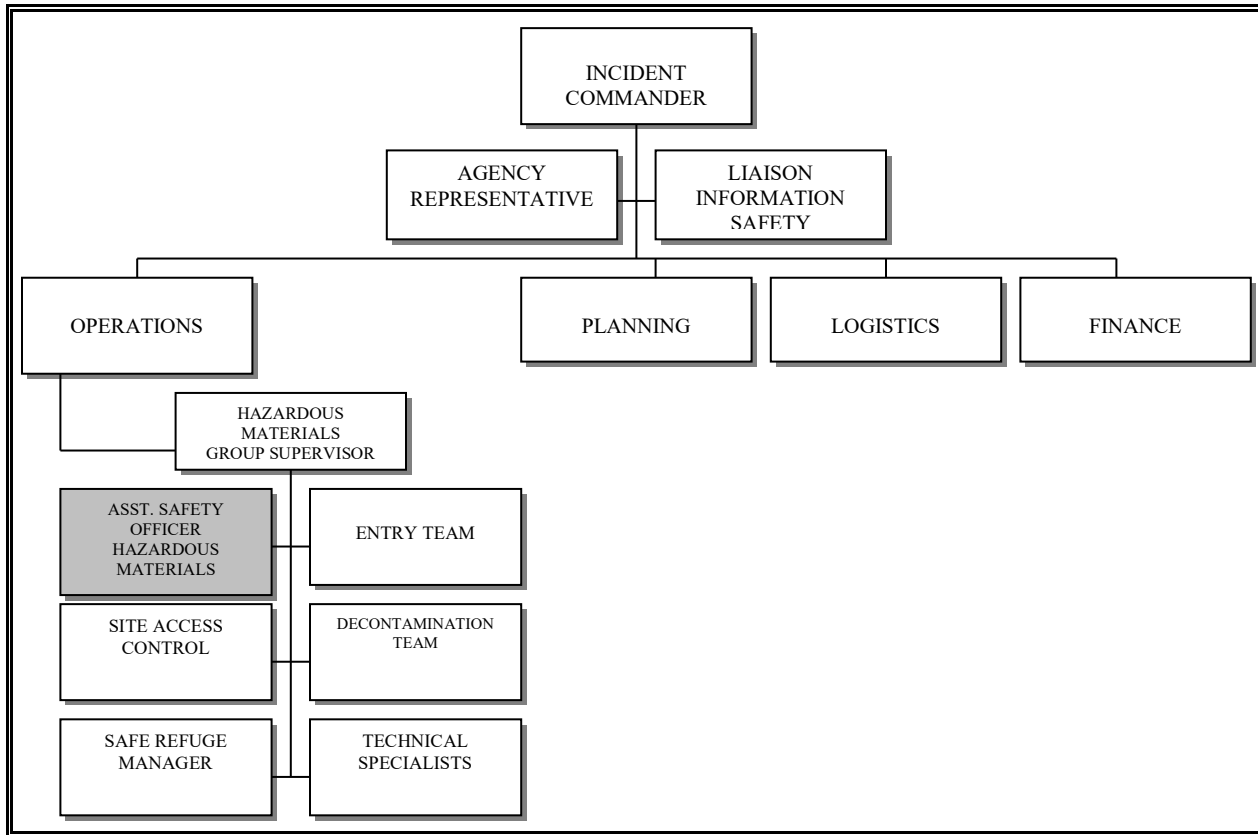 INCIDENT
COMMANDER
AGENCY
REPRESENTATIVE
LIAISON
INFORMATION
SAFETY
OPERATIONS
PLANNING
LOGISTICS
FINANCE
HAZARDOUS
MATERIALS
GROUP SUPERVISOR
ASST. SAFETY
OFFICER
HAZARDOUS
MATERIALS
ENTRY TEAM
SITE ACCESS
CONTROL
DECONTAMINATION
TEAM
SAFE REFUGE
MANAGER
TECHNICAL
SPECIALISTS